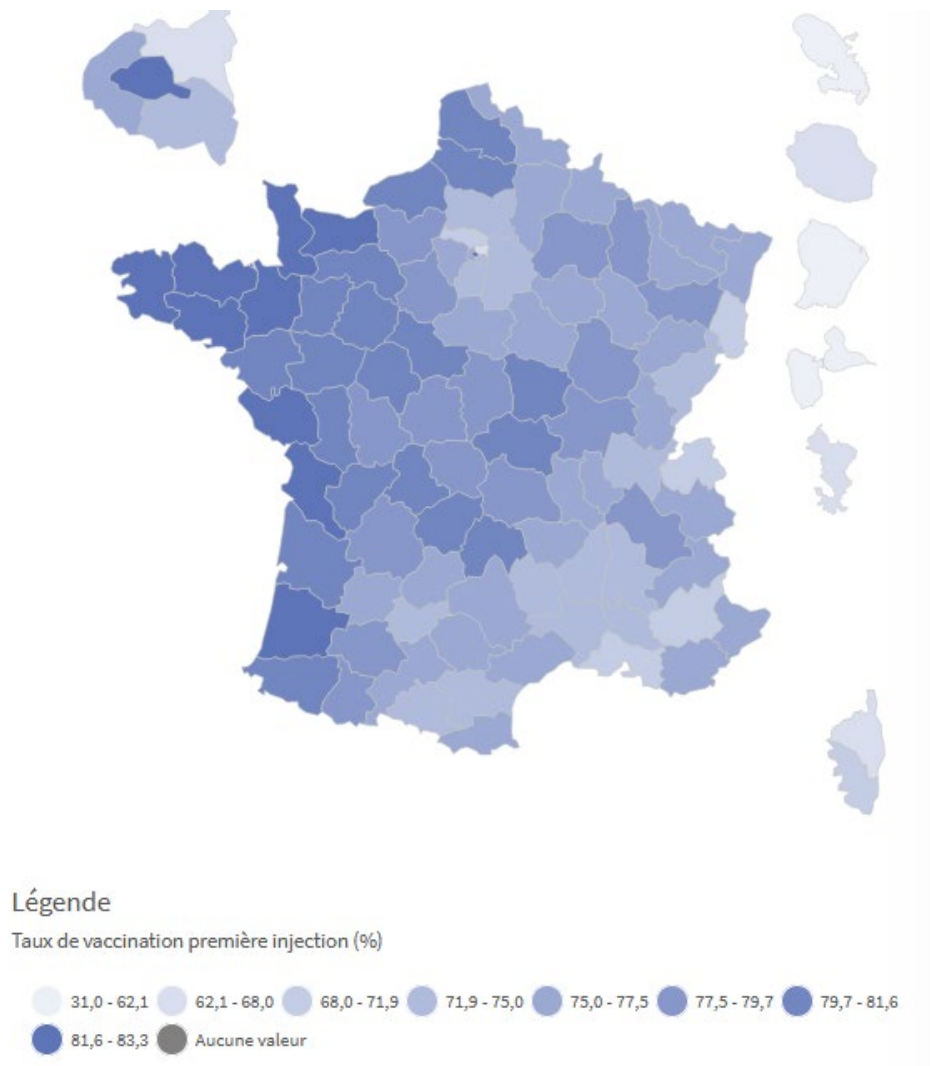 Légende
Taux de vaccination première injection (%)
31,0 - 62,1 62,1 - 68,0 68,0 - 71,9 71,9 - 75,0 75,0 - 77,5 77,5 - 79,7 79,7 - 81,6
81,6 - 83,3 Aucune valeur